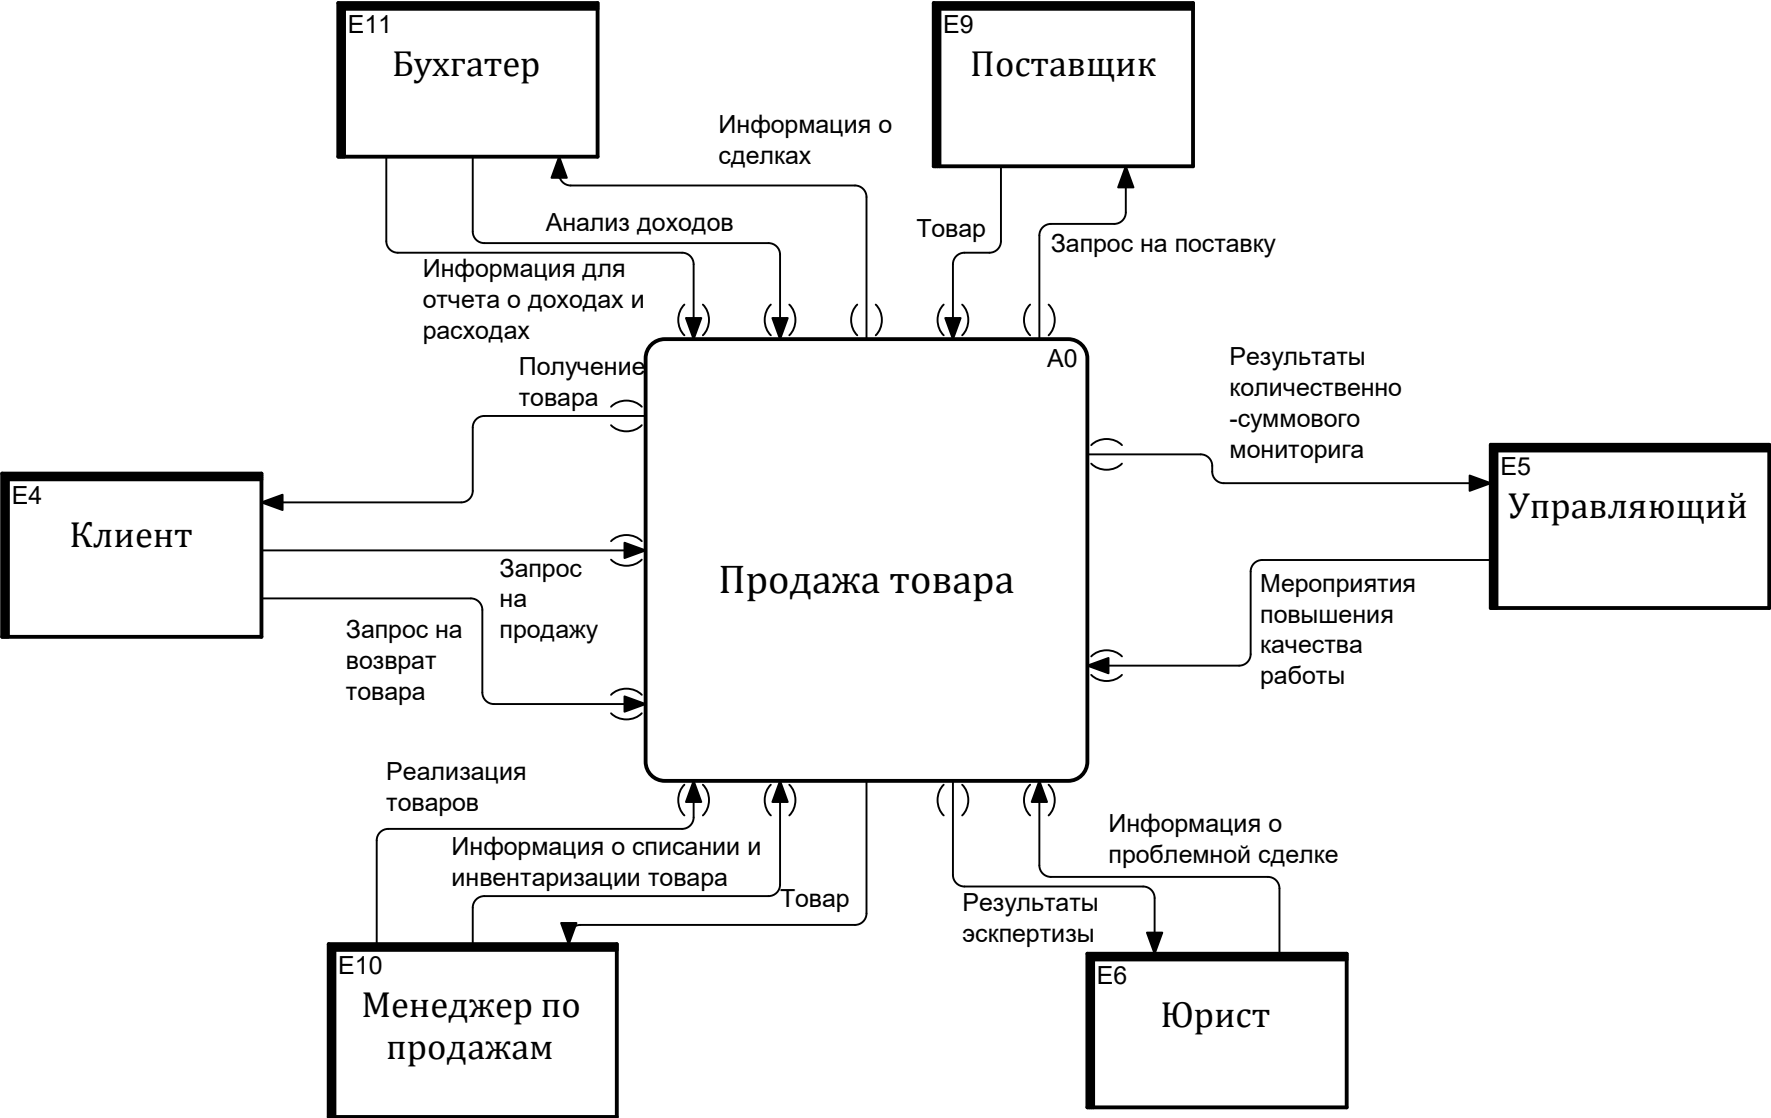 E11
Бухгатер
E9
Поставщик
Информация о
сделках
Анализ доходов
Товар
Запрос на поставку
Информация для
отчета о доходах и
расходах
Получение
товара
A0
Результаты
количественно
-суммового
мониторига
E4
Клиент
E5
Управляющий
Продажа товара
Запрос
на
продажу
Запрос на
возврат
товара
Мероприятия
повышения
качества
работы
Реализация
товаров
Информация о списании и
инвентаризации товара
Товар
Информация о
проблемной сделке
Результаты
эскпертизы
E10
Менеджер по
продажам
E6
Юрист